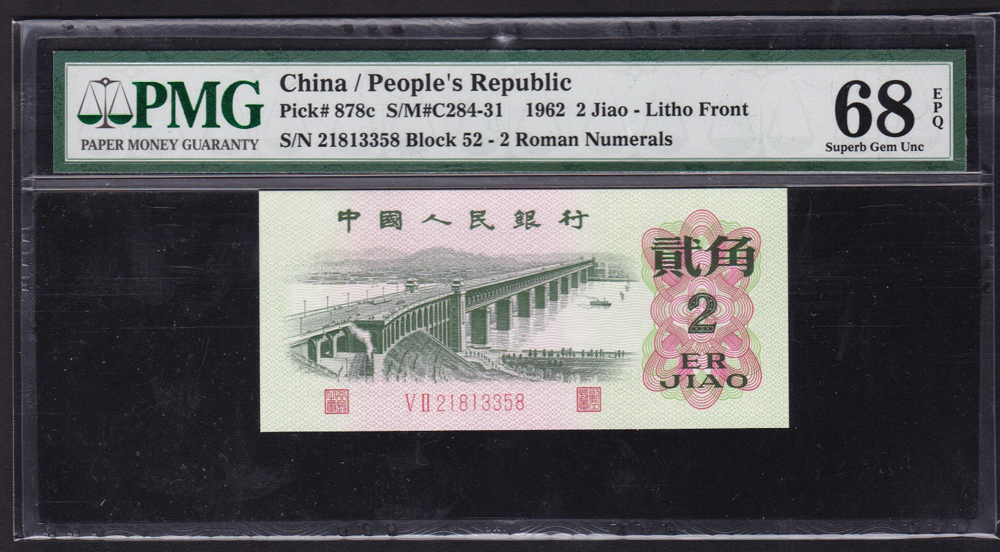 PMG
PAPER MONEY GUARANTY
China / People's Republic
Pick# 878c S/M#C284-31 1962 2 Jiao - Litho Front
S/N 21813358 Block 52 - 2 Roman Numerals
68
EPQ
Superb Gem Unc
中國人民銀行
貳角
2
ER
JIAO
VⅡ21813358